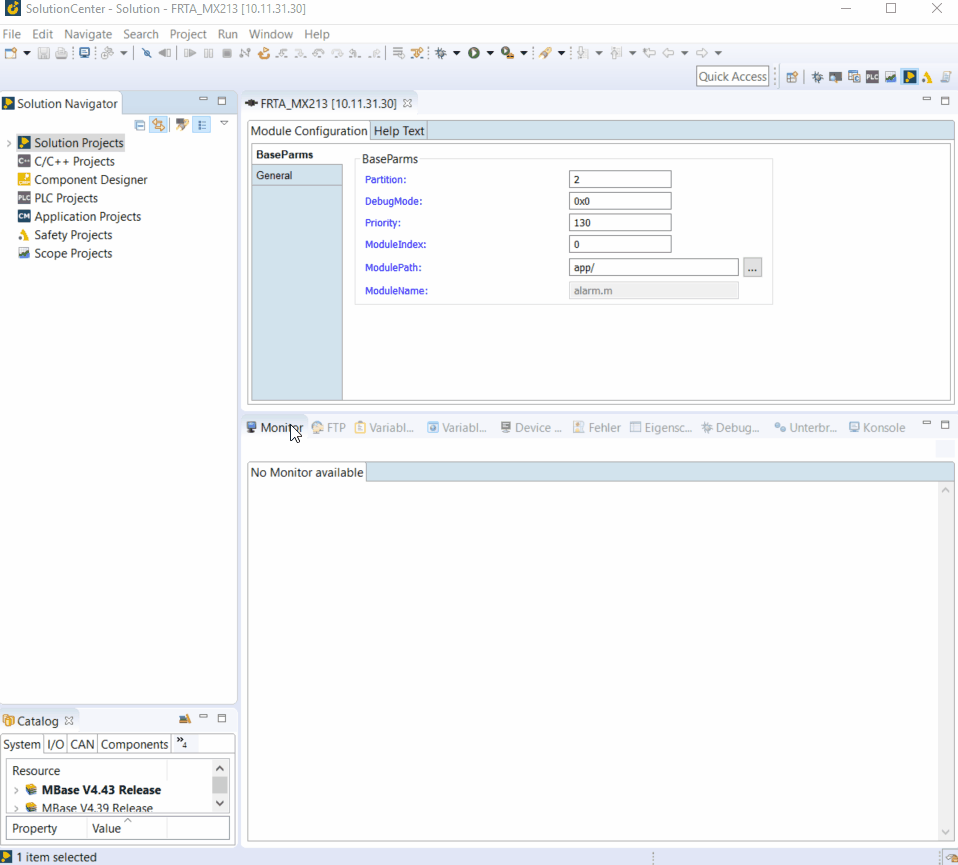 SolutionCenter - Solution - FRTA_MX213 [10.11.31.30]
File Edit Navigate Search Project Run Window Help
Quick Access
Solution Navigator
Solution Projects
C/C++ Projects
Component Designer
PLC Projects
Application Projects
Safety Projects
Scope Projects
FRTA_MX213 [10.11.31.30]
Module Configuration Help Text
BaseParms
General
BaseParms
Partition: 2
DebugMode: 0x0
Priority: 130
ModuleIndex: 0
ModulePath: app/ ...
ModuleName: alarm.m
Monitor FTP Variabl... Variabl... Device ... Fehler Eigensc... Debug... Unterbr... Konsole
No Monitor available
Catalog
System I/O CAN Components »4
Resource
MBase V4.43 Release
MBase V4.39 Release
Property Value
1 item selected